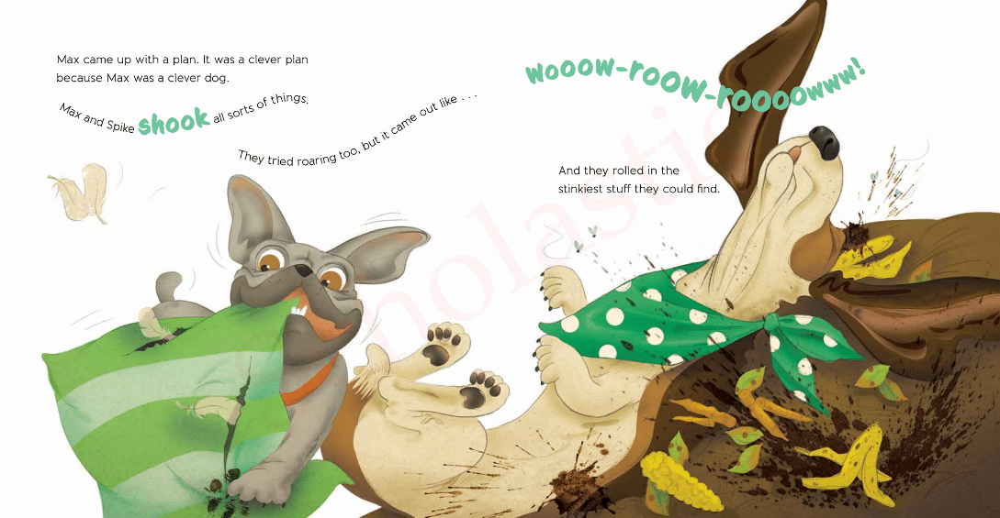 Max came up with a plan. It was a clever plan
because Max was a clever dog.
Max and Spike shook all sorts of things.
They tried roaring too, but it came out like . . .
wooow-roow-roooowww!
And they rolled in the
stinkiest stuff they could find.
Scholastic